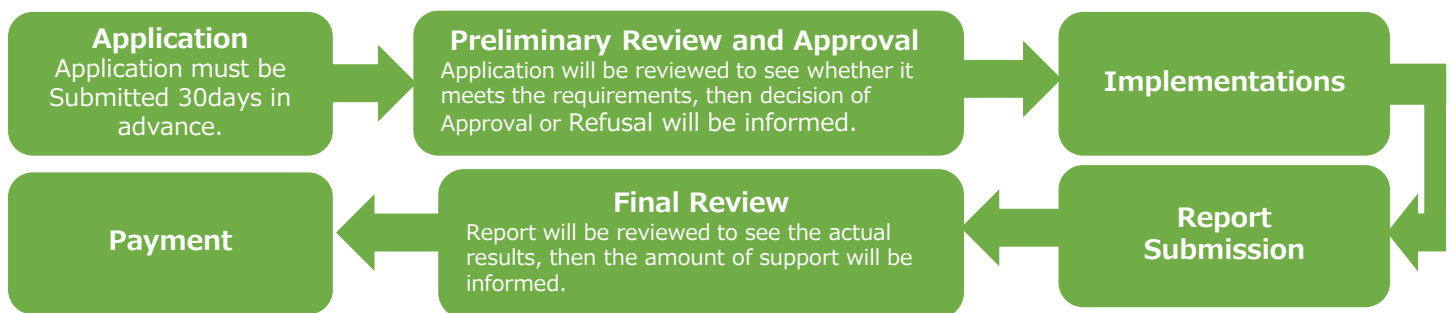 Application
Application must be
Submitted 30days in
advance.
Preliminary Review and Approval
Application will be reviewed to see whether it
meets the requirements, then decision of
Approval or Refusal will be informed.
Implementations
Report
Submission
Final Review
Report will be reviewed to see the actual
results, then the amount of support will be
informed.
Payment